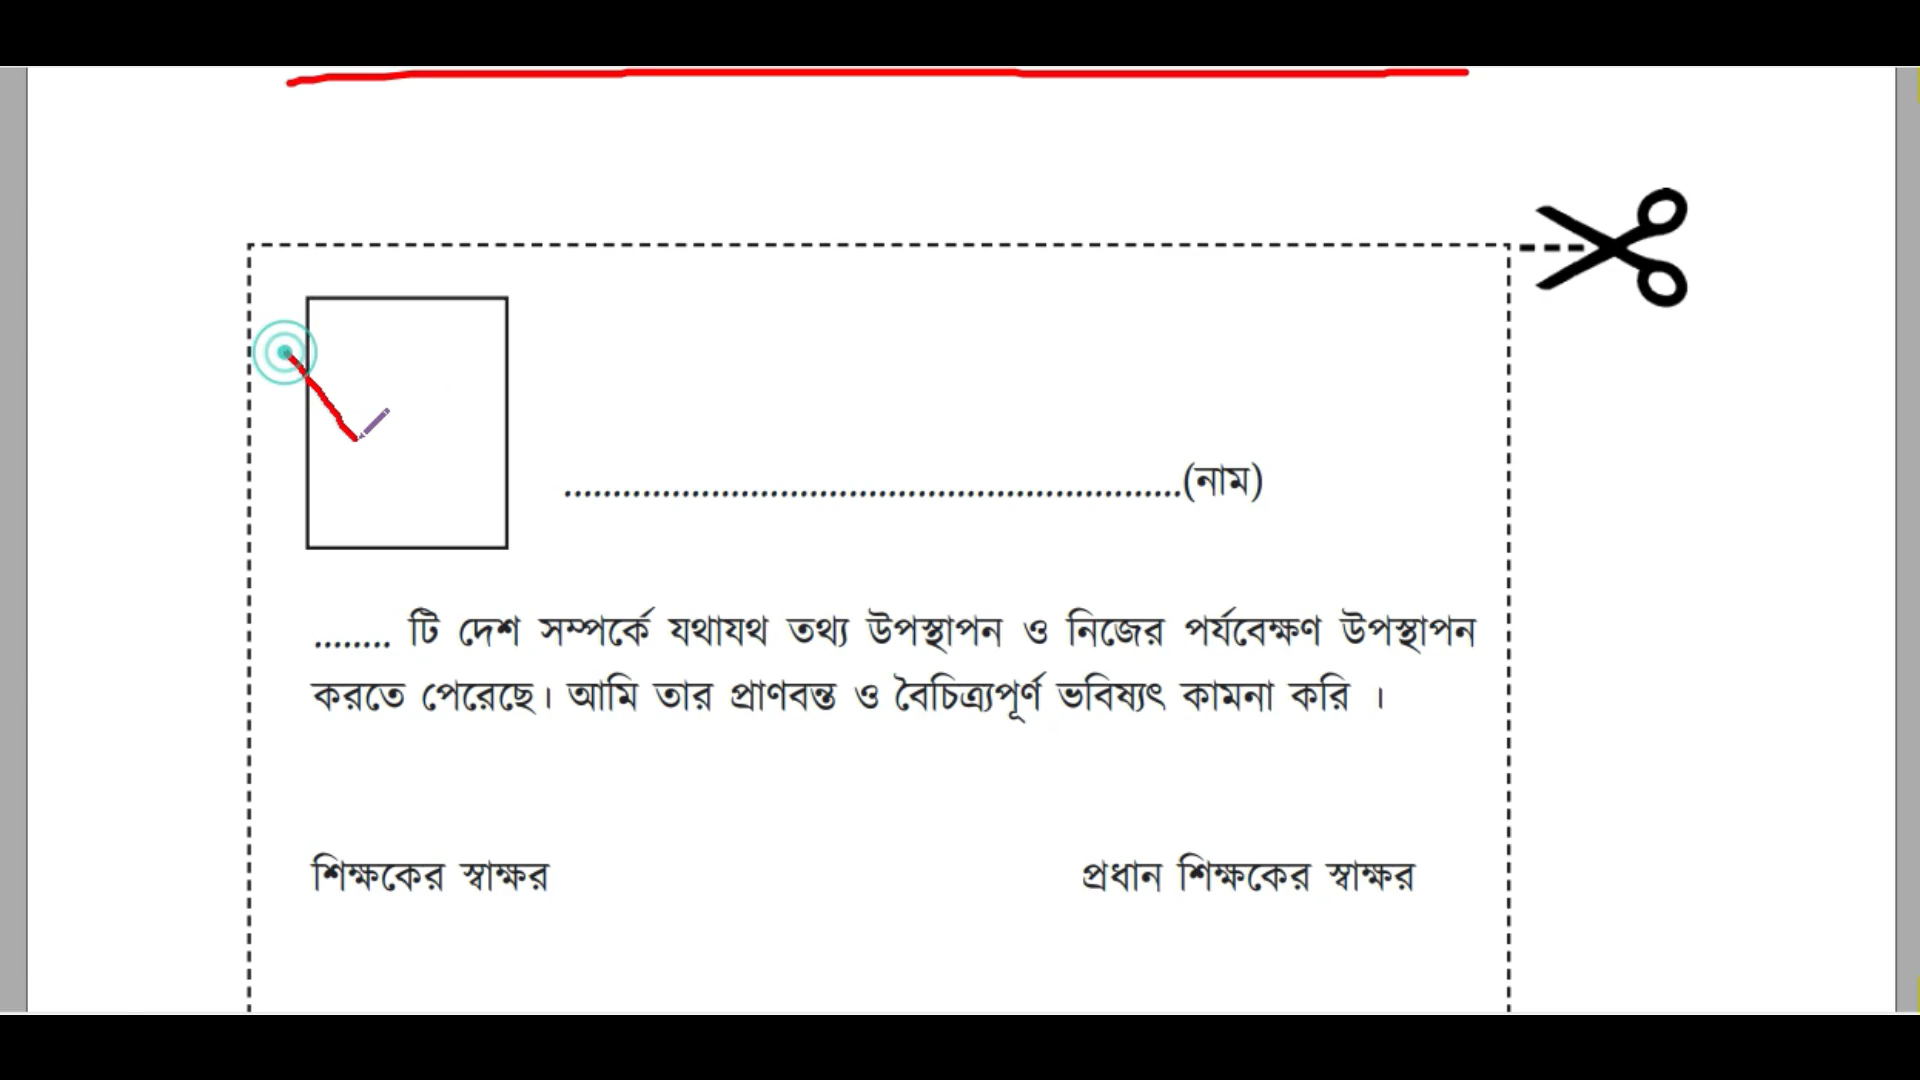 ............................................................(নাম)
........ টি দেশ সম্পর্কে যথাযথ তথ্য উপস্থাপন ও নিজের পর্যবেক্ষণ উপস্থাপন
করতে পেরেছে। আমি তার প্রাণবন্ত ও বৈচিত্র্যপূর্ণ ভবিষ্যৎ কামনা করি ।
শিক্ষকের স্বাক্ষর
প্রধান শিক্ষকের স্বাক্ষর